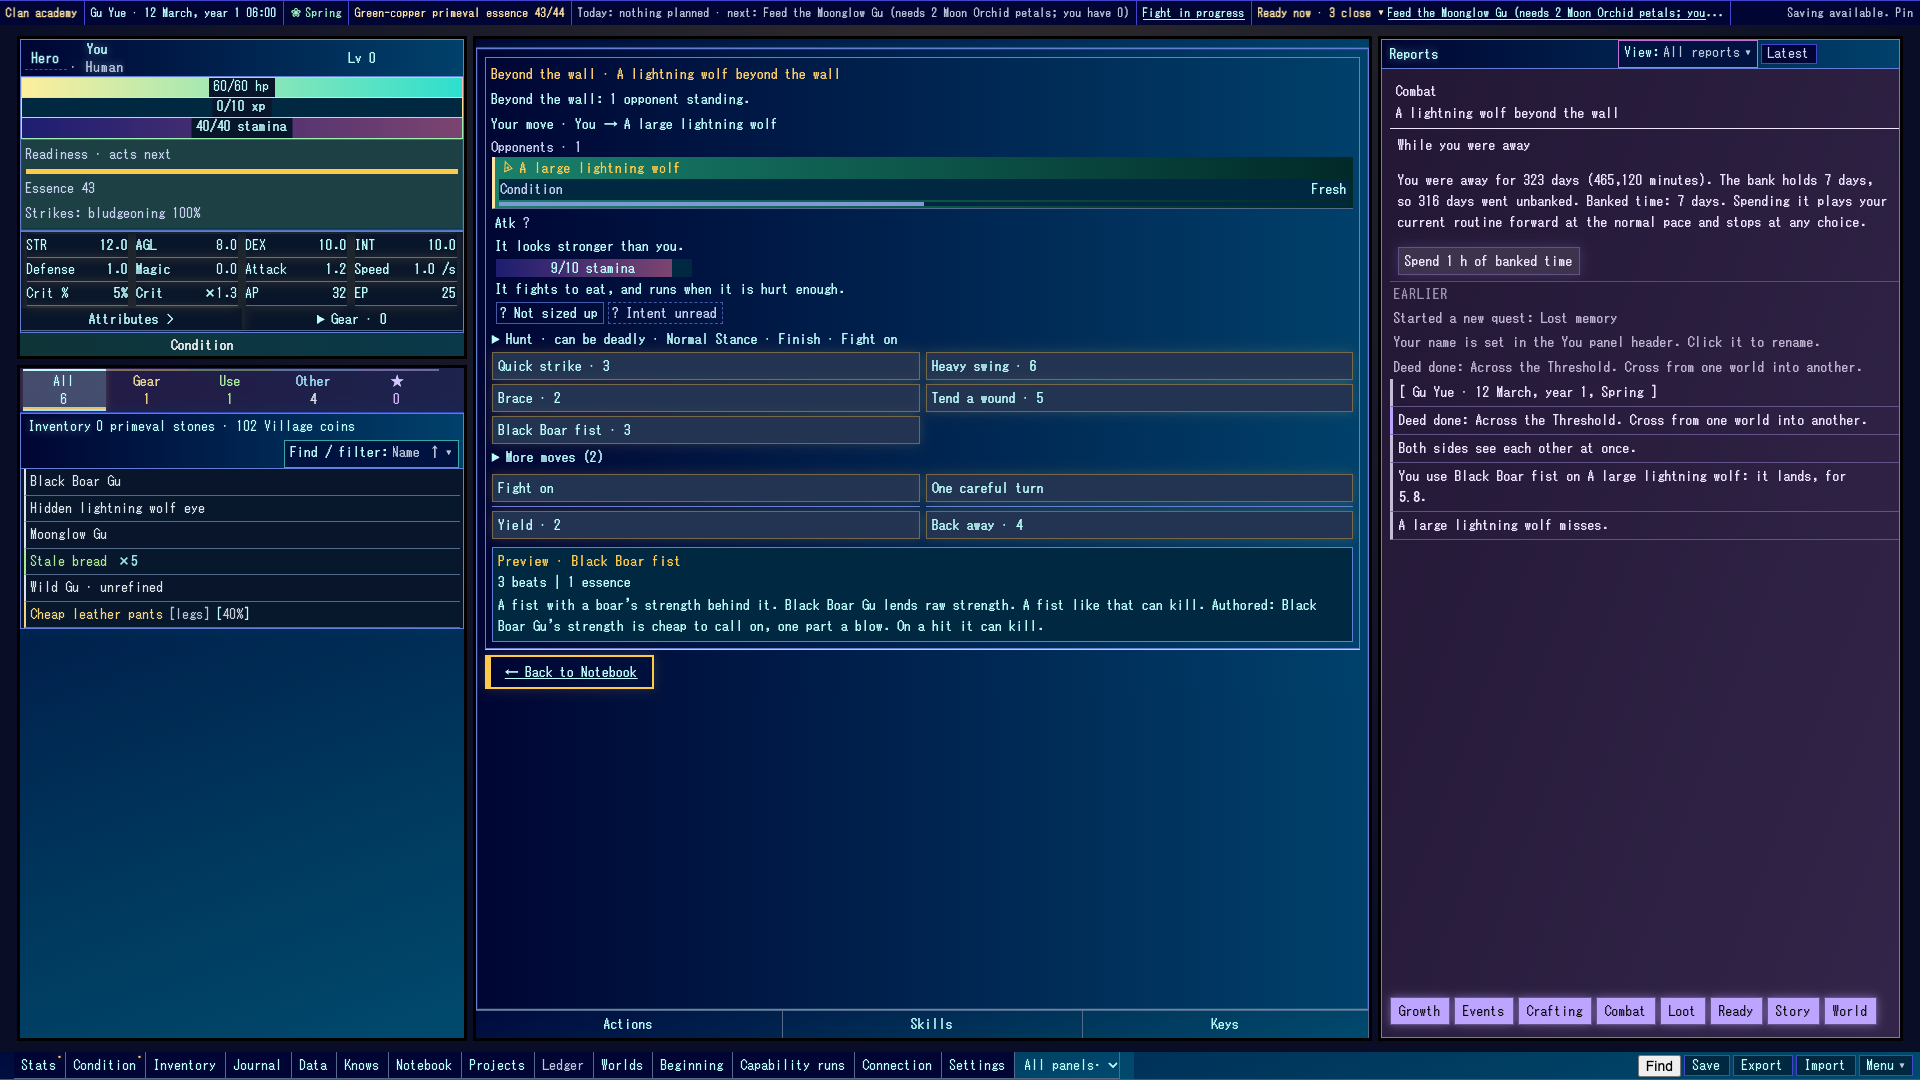 Clan academy
Gu Yue · 12 March, year 1 06:00
❀ Spring
Green-copper primeval essence 43/44
Today: nothing planned · next: Feed the Moonglow Gu (needs 2 Moon Orchid petals; you have 0)
Fight in progress
Ready now · 3 close ▾
Feed the Moonglow Gu (needs 2 Moon Orchid petals; you...
Saving available. Pin
Hero ·
You
Human
Lv 0
60/60 hp
0/10 xp
40/40 stamina
Readiness · acts next
Essence 43
Strikes: bludgeoning 100%
STR 12.0 AGL 8.0 DEX 10.0 INT 10.0
Defense 1.0 Magic 0.0 Attack 1.2 Speed 1.0 /s
Crit % 5% Crit ×1.3 AP 32 EP 25
Attributes >
▶ Gear · 0
Condition
All 6
Gear 1
Use 1
Other 4
★ 0
Inventory 0 primeval stones · 102 Village coins
Find / filter: Name ↑ ▾
Black Boar Gu
Hidden lightning wolf eye
Moonglow Gu
Stale bread ×5
Wild Gu · unrefined
Cheap leather pants [legs] [40%]
Beyond the wall · A lightning wolf beyond the wall
Beyond the wall: 1 opponent standing.
Your move · You → A large lightning wolf
Opponents · 1
A large lightning wolf
Condition Fresh
Atk ?
It looks stronger than you.
9/10 stamina
It fights to eat, and runs when it is hurt enough.
? Not sized up
? Intent unread
▶ Hunt · can be deadly · Normal Stance · Finish · Fight on
Quick strike · 3
Heavy swing · 6
Brace · 2
Tend a wound · 5
Black Boar fist · 3
▶ More moves (2)
Fight on
One careful turn
Yield · 2
Back away · 4
Preview · Black Boar fist
3 beats | 1 essence
A fist with a boar's strength behind it. Black Boar Gu lends raw strength. A fist like that can kill. Authored: Black
Boar Gu's strength is cheap to call on, one part a blow. On a hit it can kill.
← Back to Notebook
Actions
Skills
Keys
Reports
View: All reports ▾
Latest
Combat
A lightning wolf beyond the wall
While you were away
You were away for 323 days (465,120 minutes). The bank holds 7 days,
so 316 days went unbanked. Banked time: 7 days. Spending it plays your
current routine forward at the normal pace and stops at any choice.
Spend 1 h of banked time
EARLIER
Started a new quest: Lost memory
Your name is set in the You panel header. Click it to rename.
Deed done: Across the Threshold. Cross from one world into another.
[ Gu Yue · 12 March, year 1, Spring ]
Deed done: Across the Threshold. Cross from one world into another.
Both sides see each other at once.
You use Black Boar fist on A large lightning wolf: it lands, for
5.8.
A large lightning wolf misses.
Growth
Events
Crafting
Combat
Loot
Ready
Story
World
Stats
Condition
Inventory
Journal
Data
Knows
Notebook
Projects
Ledger
Worlds
Beginning
Capability runs
Connection
Settings
All panels·
Find
Save
Export
Import
Menu ▾